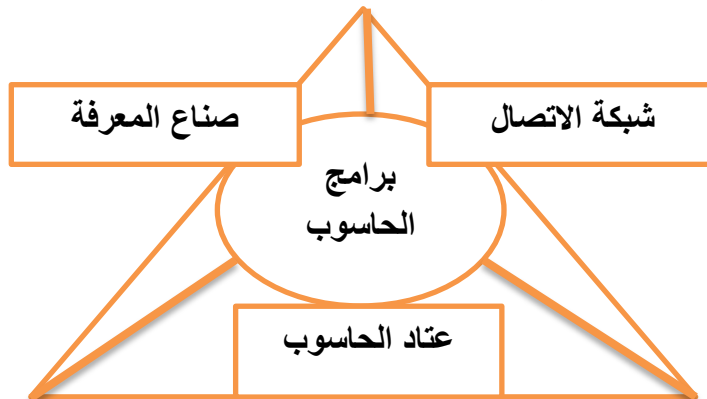 شبكة الاتصال
صناع المعرفة
برامج
الحاسوب
عتاد الحاسوب